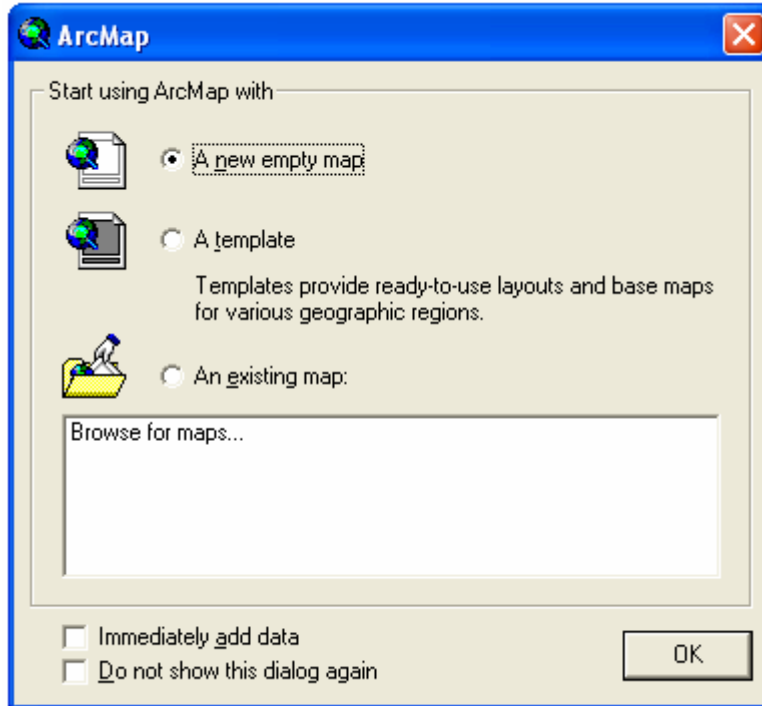 ArcMap
Start using ArcMap with
A new empty map
A template
Templates provide ready-to-use layouts and base maps
for various geographic regions.
An existing map:
Browse for maps...
Immediately add data
Do not show this dialog again
OK